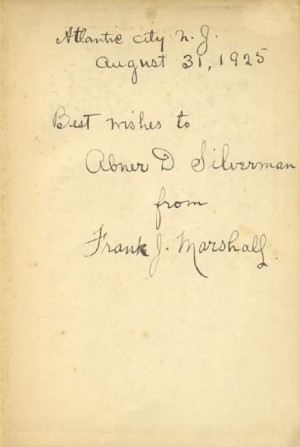 Atlantic City N. J.
August 31, 1925
Best wishes to
Abner D Silverman
from
Frank J. Marshall